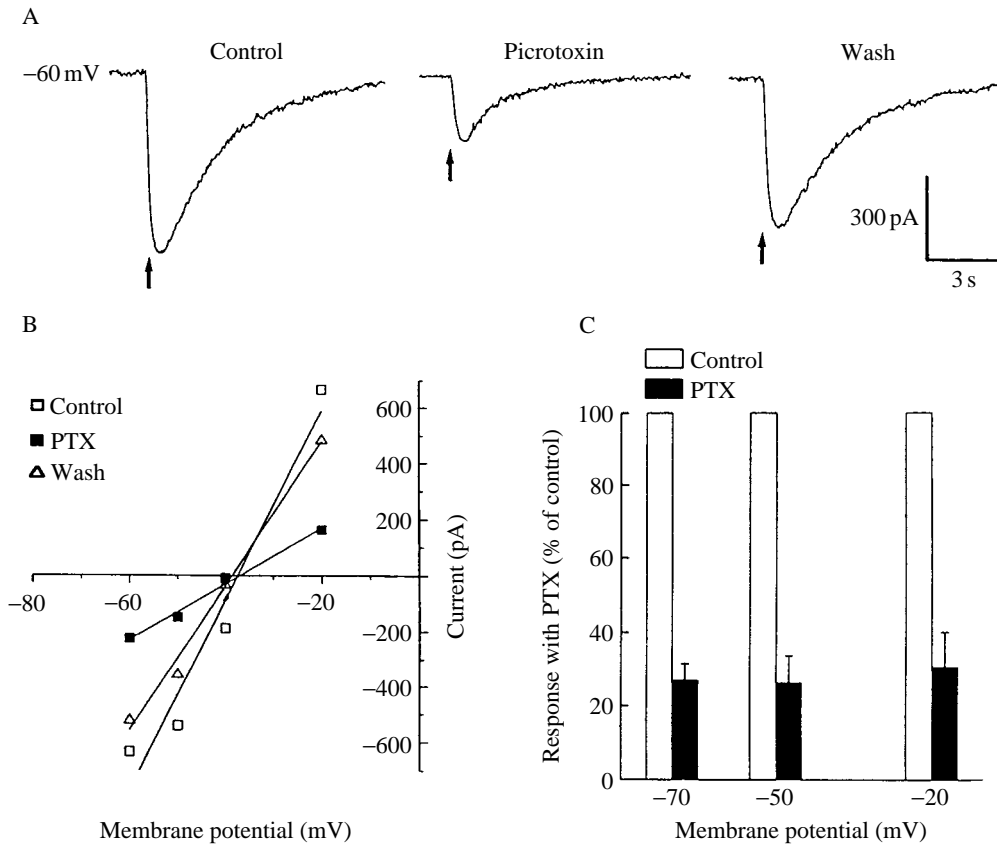 A
Control
Picrotoxin
Wash
−60 mV
300 pA
3 s
B
Control
PTX
Wash
600
400
200
0
−200
−400
−600
−80
−60
−40
−20
Current (pA)
Membrane potential (mV)
C
Control
PTX
100
80
60
40
20
0
Response with PTX (% of control)
−70
−50
−20
Membrane potential (mV)